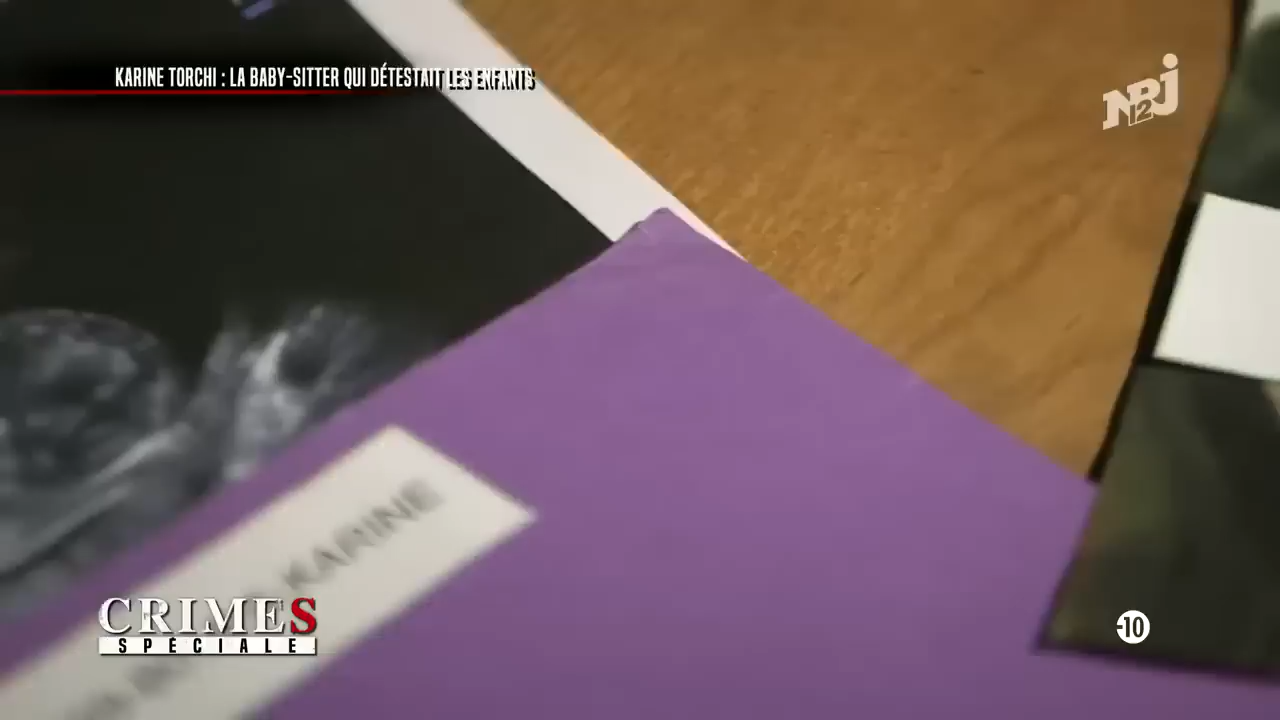 KARINE TORCHI : LA BABY-SITTER QUI DÉTESTAIT LES ENFANTS
NRJ
12
KARINE
CRIMES
SPÉCIALE
-10